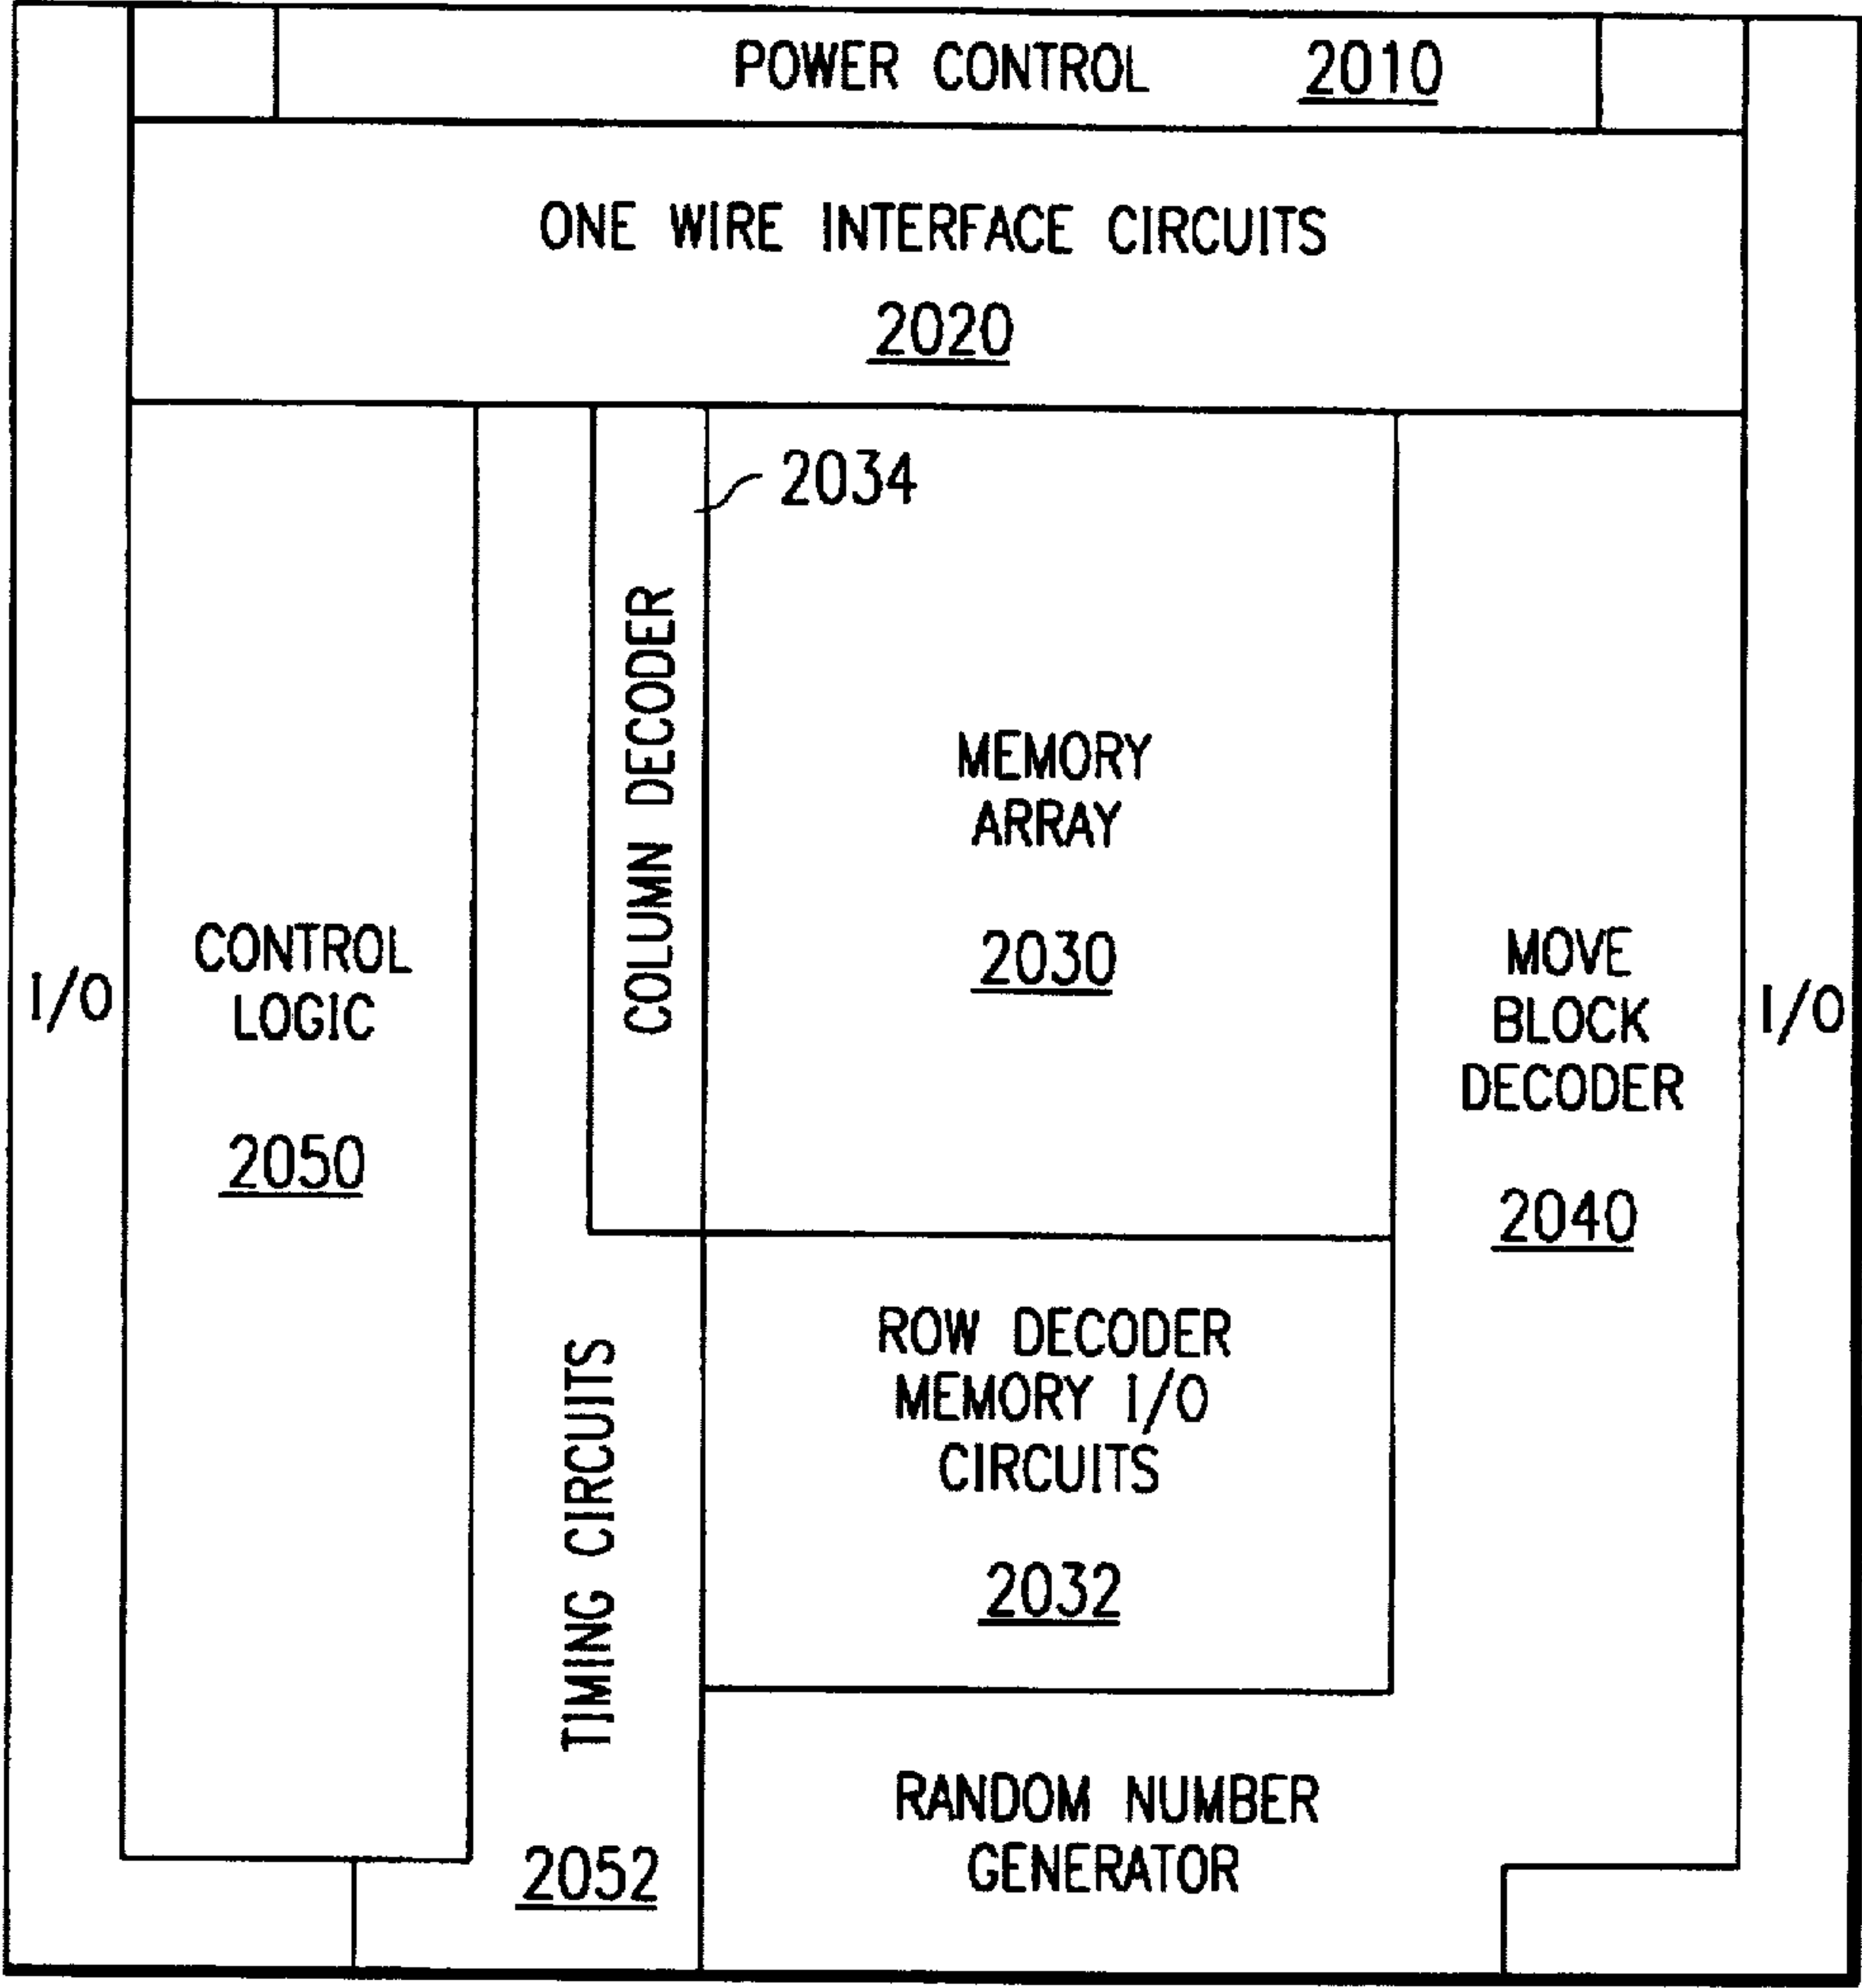 POWER CONTROL 2010
ONE WIRE INTERFACE CIRCUITS
2020
2034
COLUMN DECODER
MEMORY
ARRAY
2030
I/O
CONTROL
LOGIC
2050
MOVE
BLOCK
DECODER
2040
I/O
ROW DECODER
MEMORY I/O
CIRCUITS
2032
TIMING CIRCUITS
2052
RANDOM NUMBER
GENERATOR